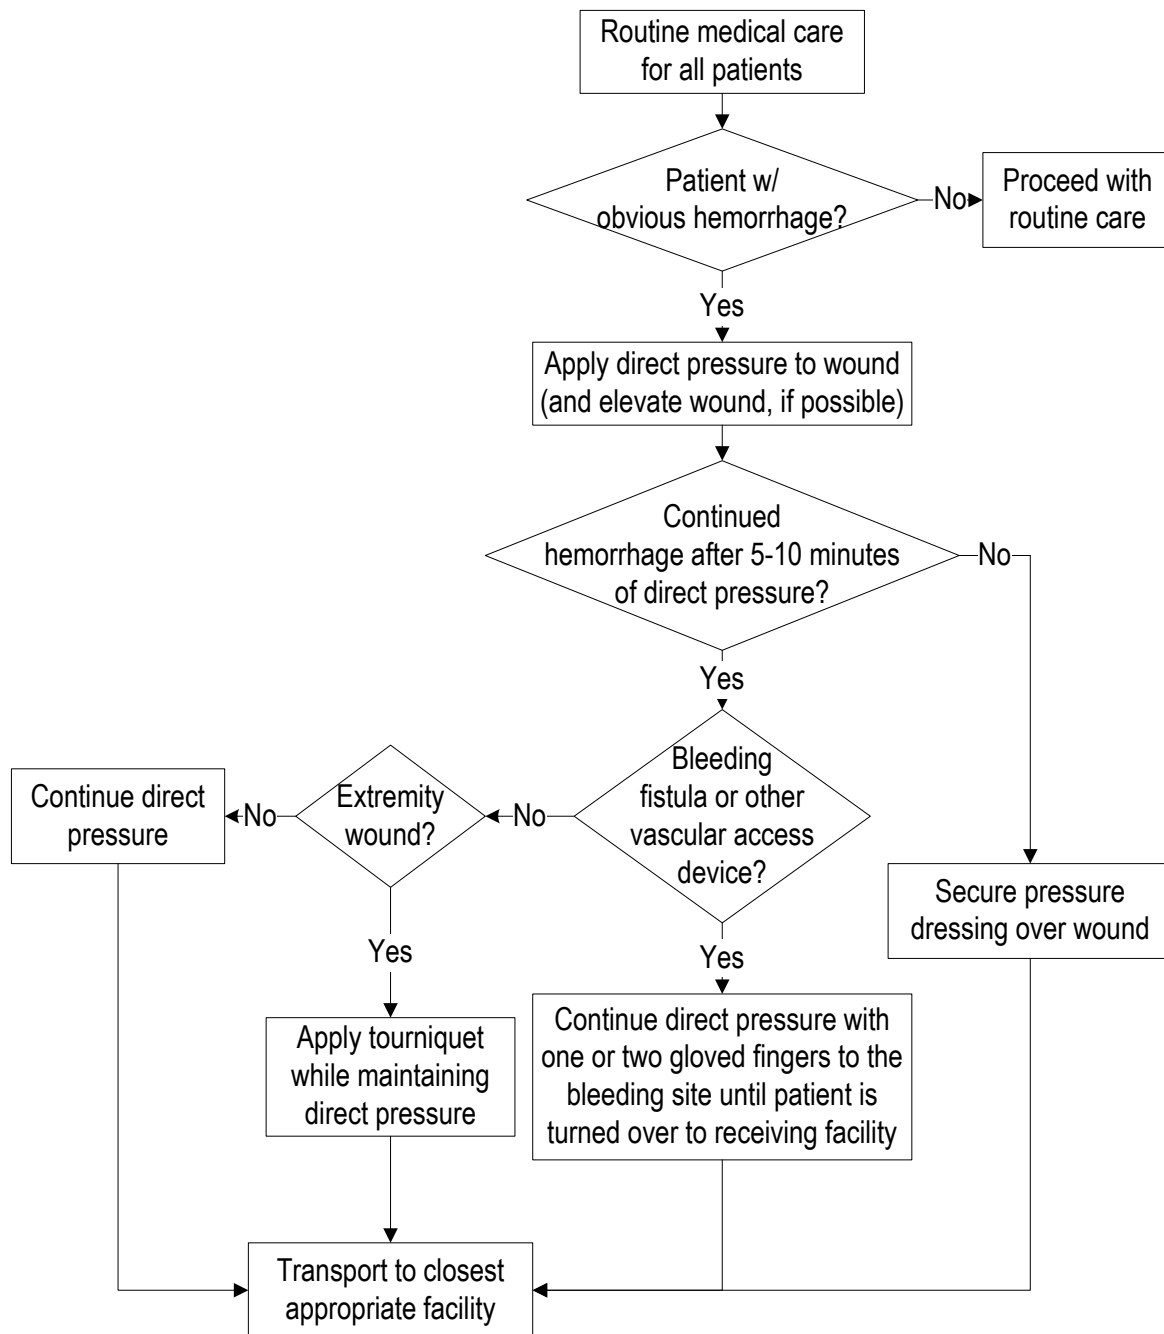 Routine medical care
for all patients
Patient w/
obvious hemorrhage?
No
Proceed with
routine care
Yes
Apply direct pressure to wound
(and elevate wound, if possible)
Continued
hemorrhage after 5-10 minutes
of direct pressure?
No
Yes
Bleeding
fistula or other
vascular access
device?
No
Extremity
wound?
No
Continue direct
pressure
Secure pressure
dressing over wound
Yes
Yes
Apply tourniquet
while maintaining
direct pressure
Continue direct pressure with
one or two gloved fingers to the
bleeding site until patient is
turned over to receiving facility
Transport to closest
appropriate facility